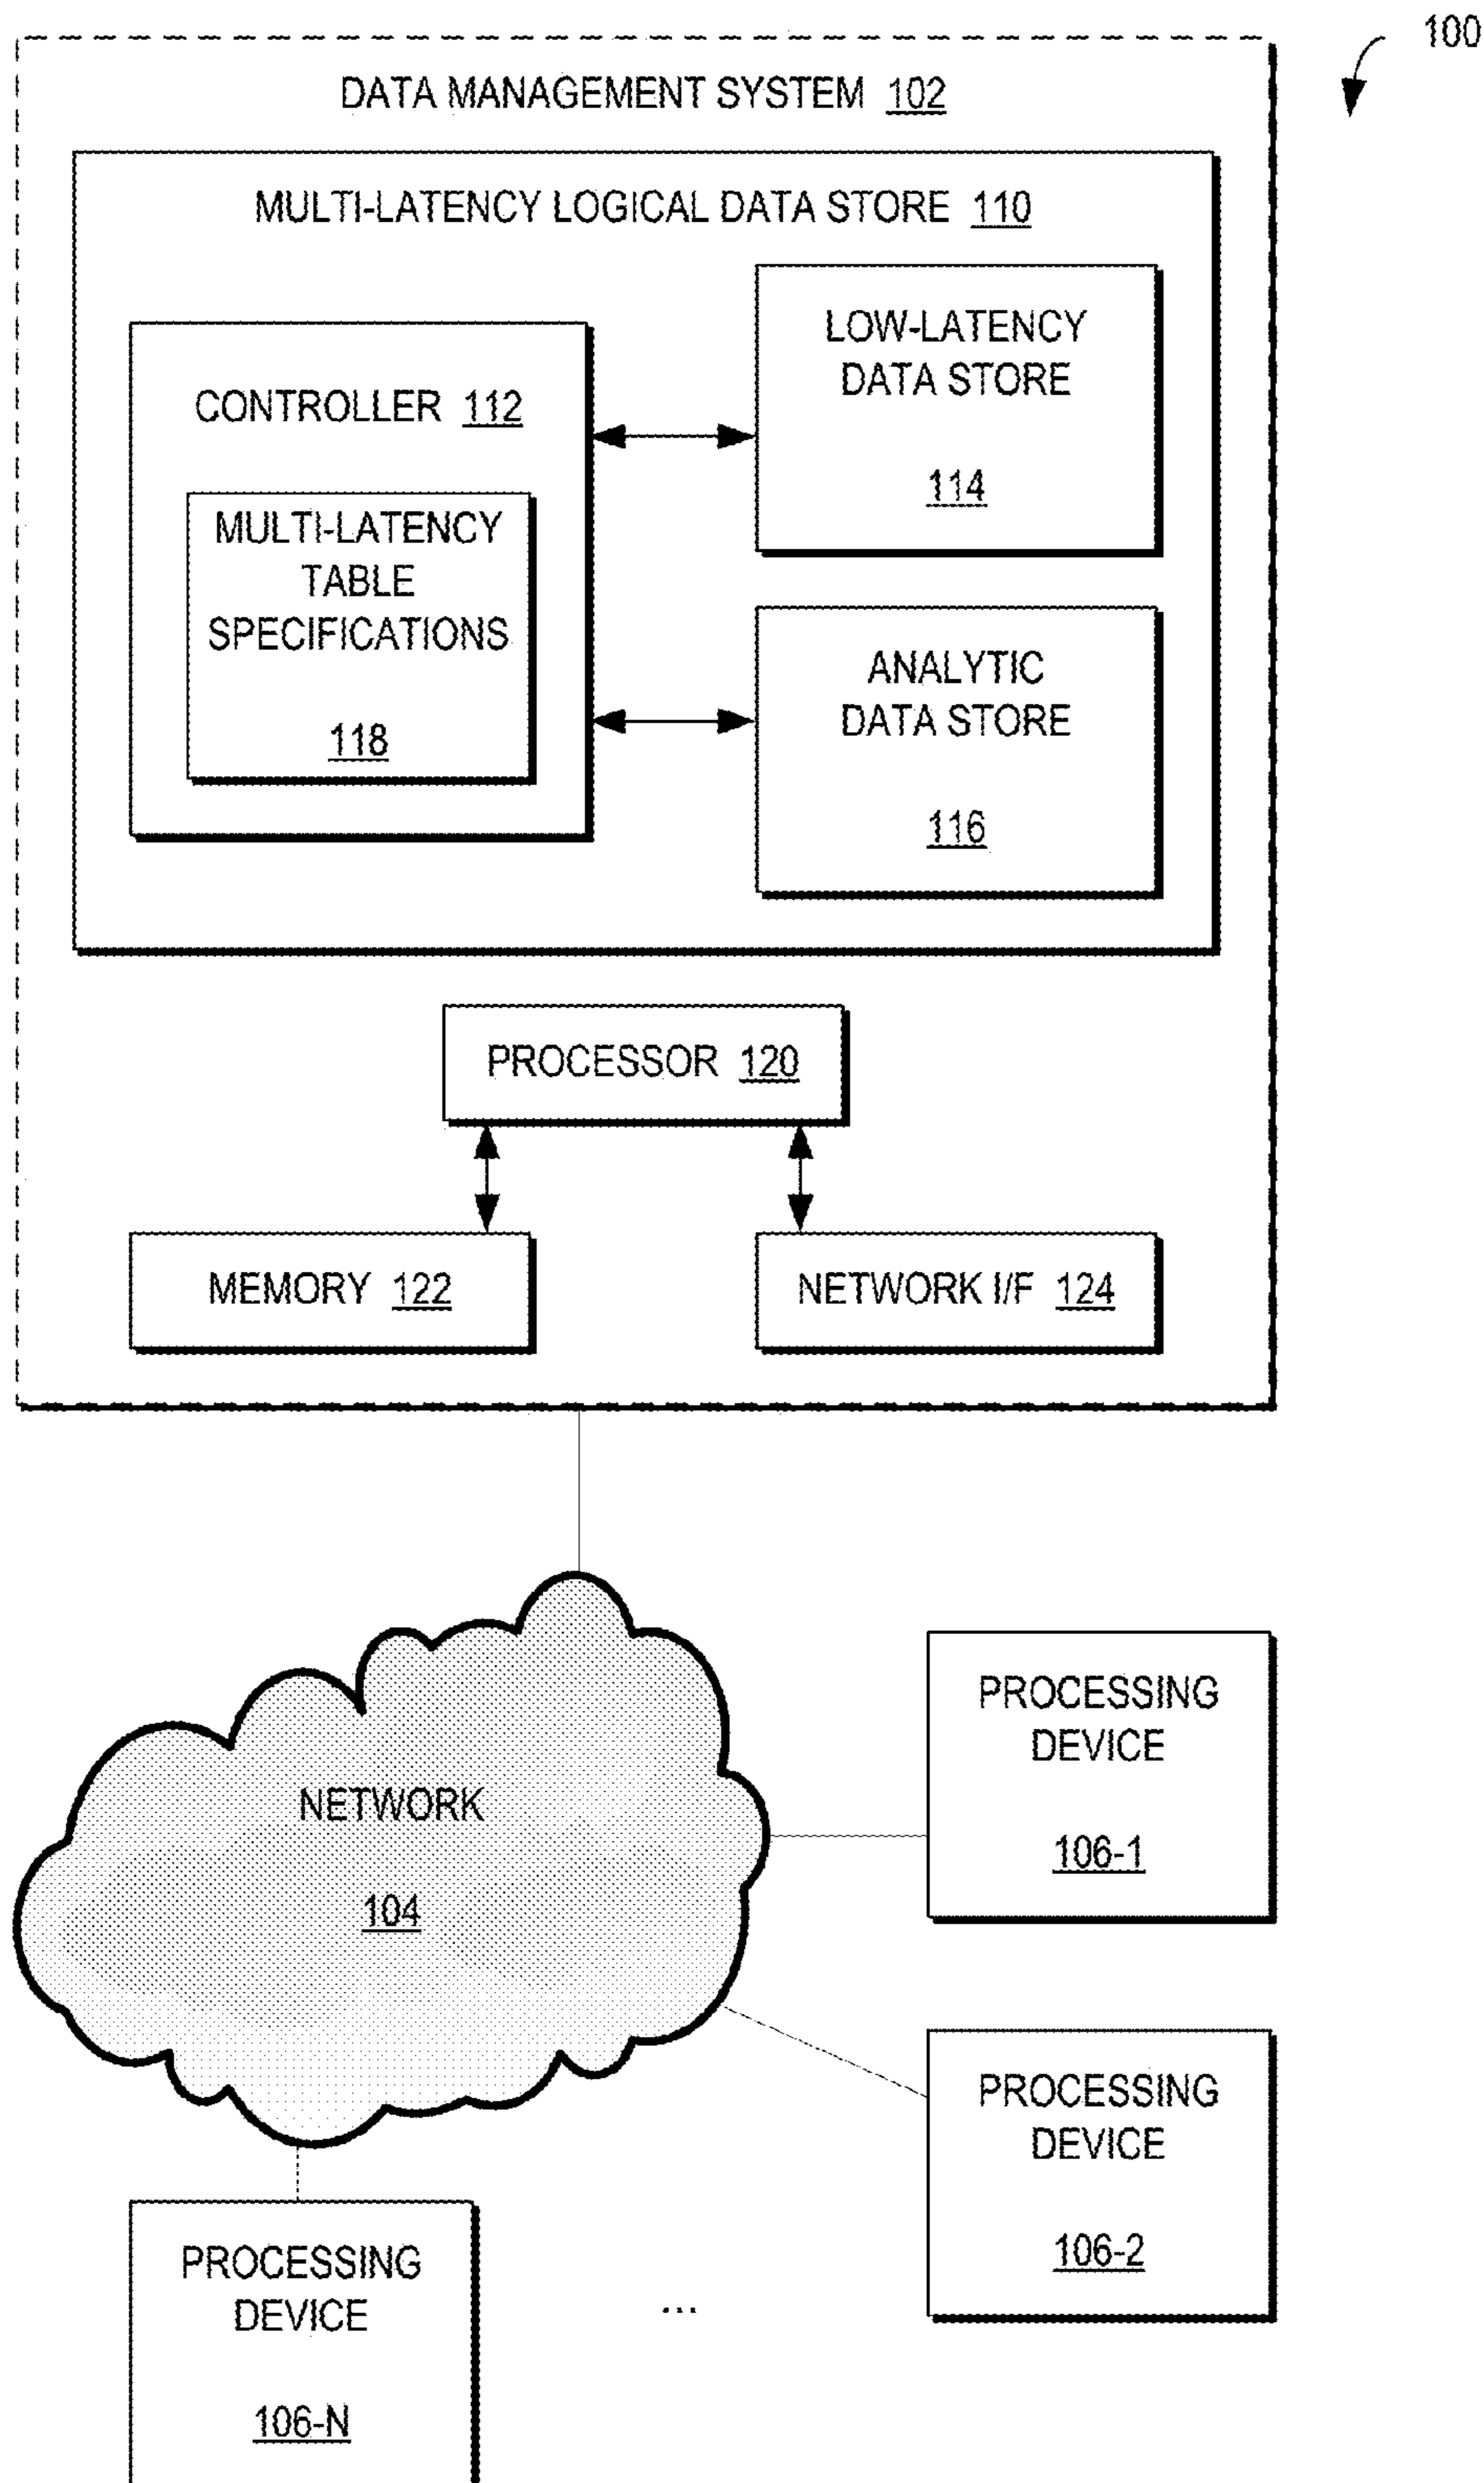 100
DATA MANAGEMENT SYSTEM 102
MULTI-LATENCY LOGICAL DATA STORE 110
CONTROLLER 112
MULTI-LATENCY
TABLE
SPECIFICATIONS
118
LOW-LATENCY
DATA STORE
114
ANALYTIC
DATA STORE
116
PROCESSOR 120
MEMORY 122
NETWORK I/F 124
NETWORK
104
PROCESSING
DEVICE
106-1
PROCESSING
DEVICE
106-2
PROCESSING
DEVICE
106-N
...